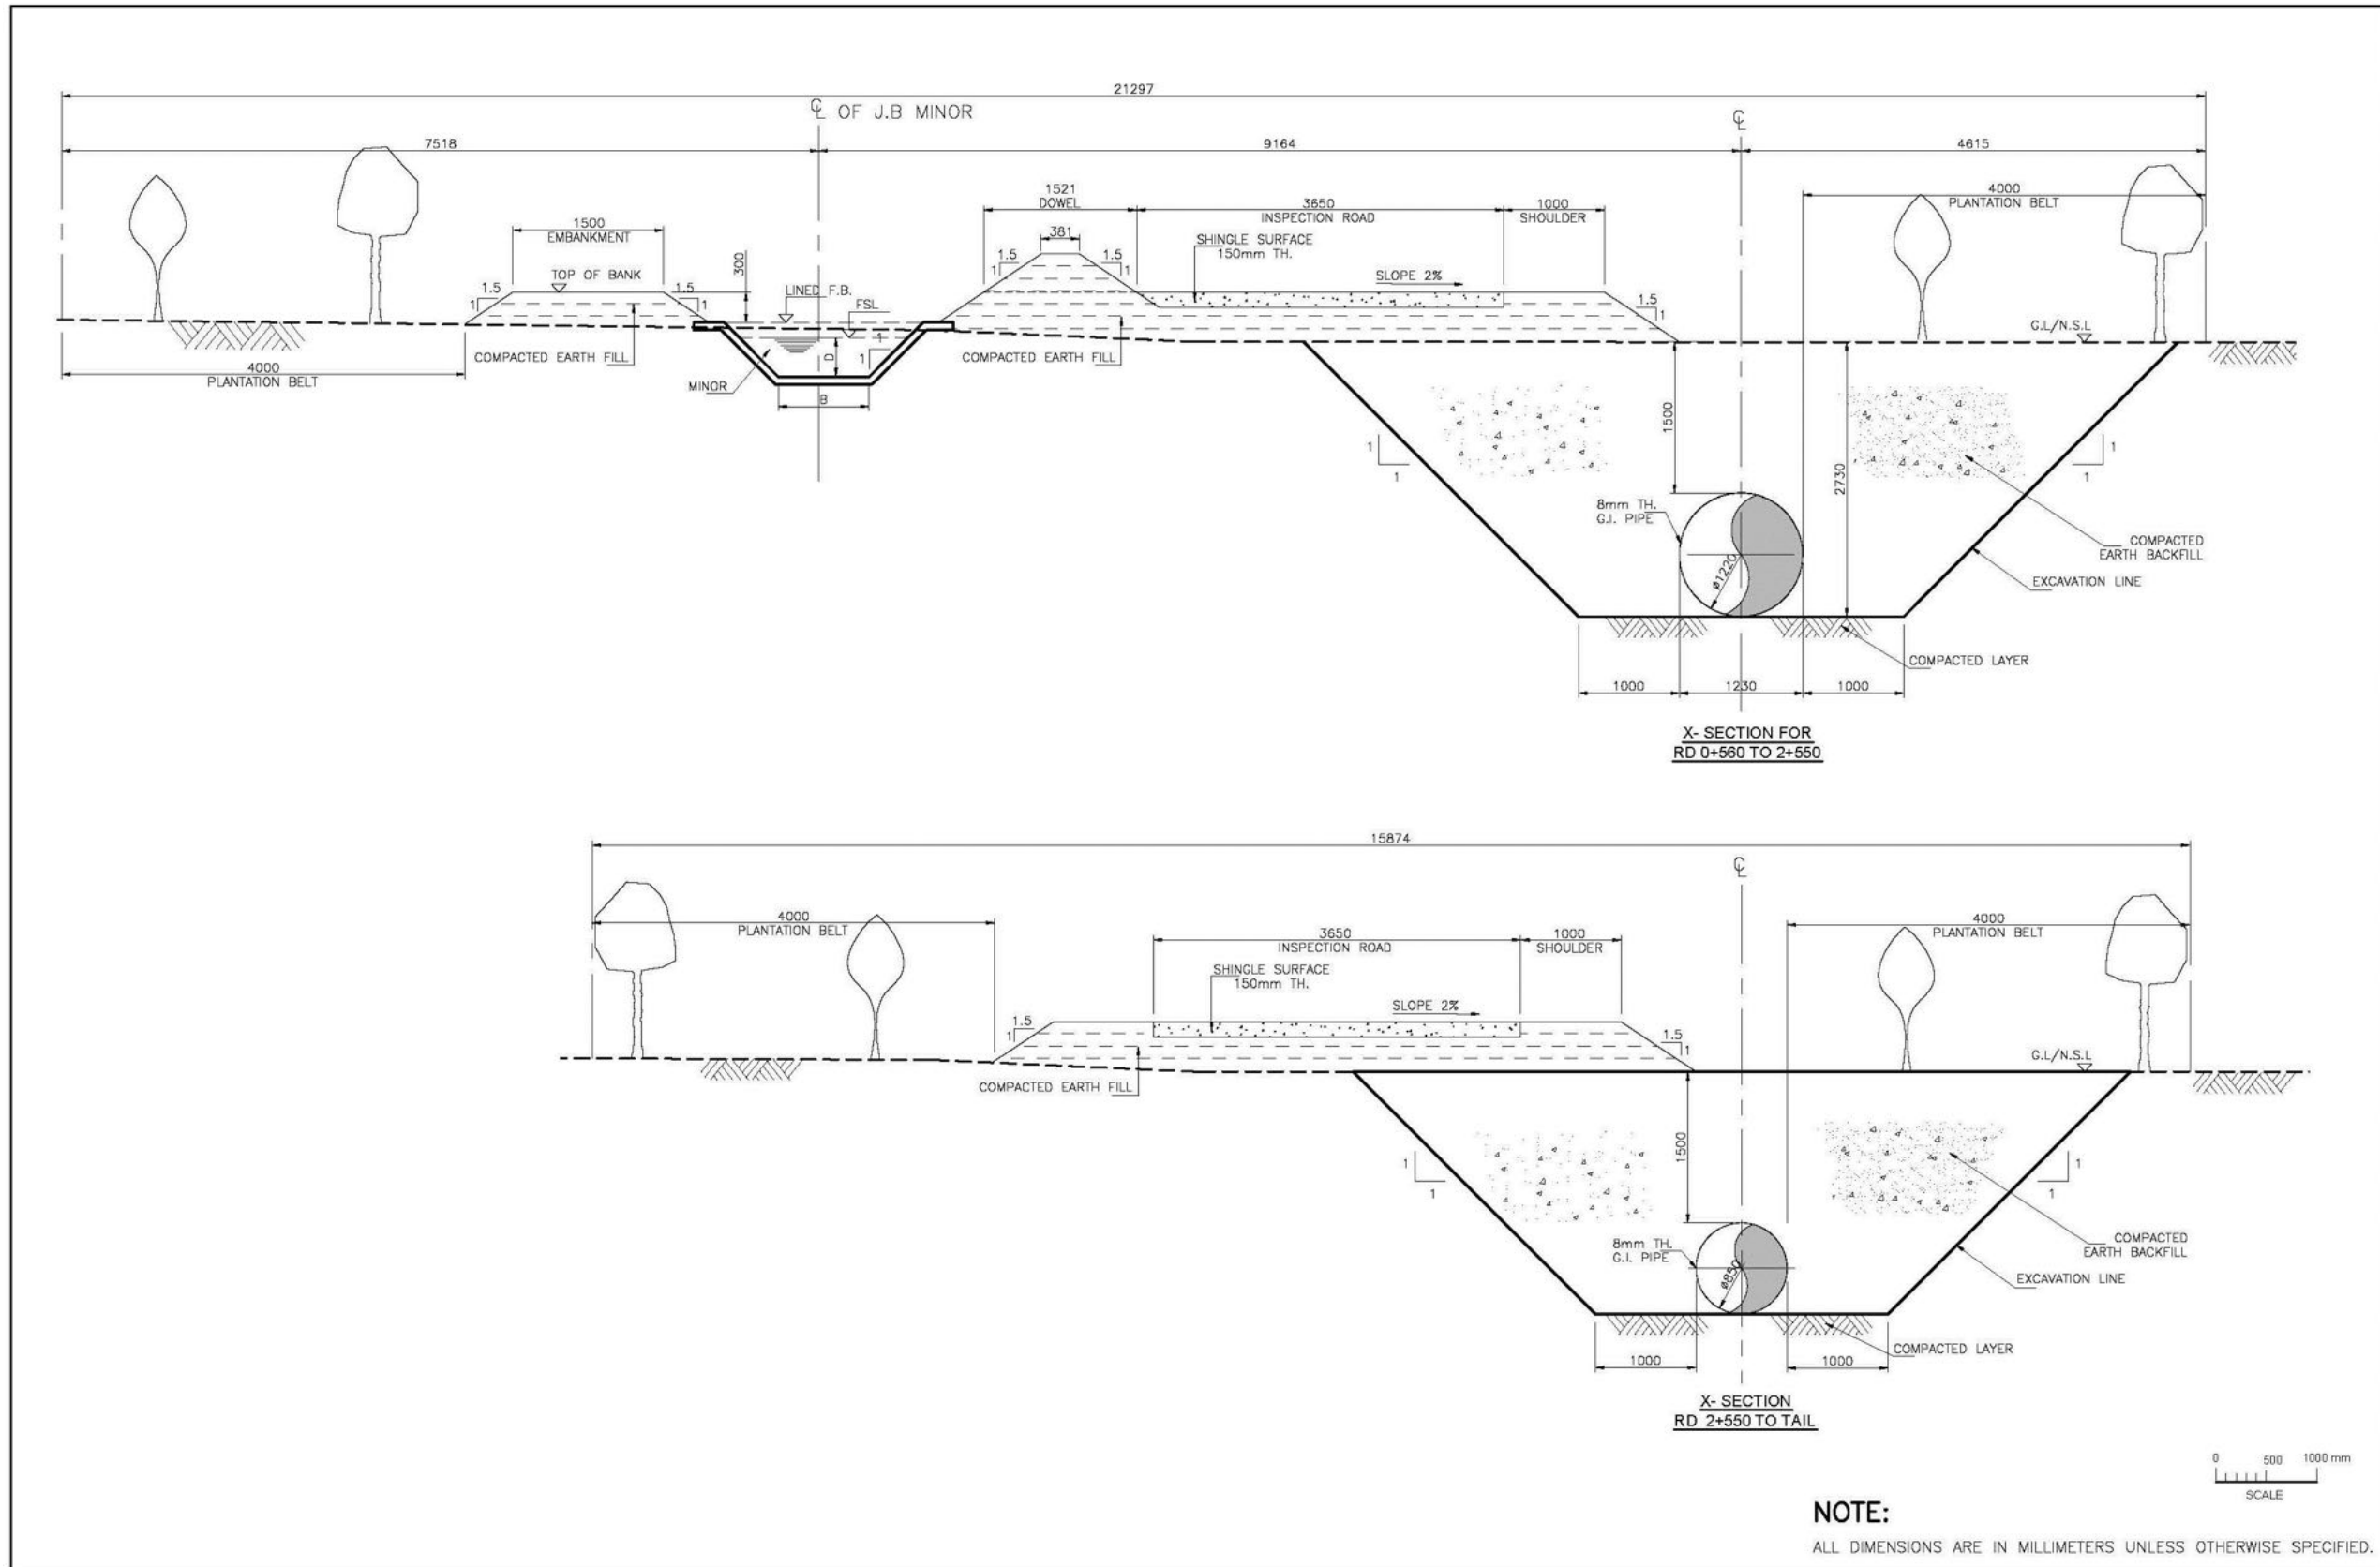 21297
℄ OF J.B MINOR
℄
7518
9164
4615
1521
DOWEL
3650
INSPECTION ROAD
1000
SHOULDER
4000
PLANTATION BELT
1500
EMBANKMENT
381
SHINGLE SURFACE
150mm TH.
SLOPE 2%
300
TOP OF BANK
LINED F.B.
FSL
1.5
1
1.5
1
1.5
1
1.5
1
1.5
1
G.L/N.S.L
COMPACTED EARTH FILL
COMPACTED EARTH FILL
4000
PLANTATION BELT
MINOR
D
1
1
B
1500
2730
1
1
1
1
8mm TH.
G.I. PIPE
ø1220
COMPACTED
EARTH BACKFILL
EXCAVATION LINE
COMPACTED LAYER
1000
1230
1000
X- SECTION FOR
RD 0+560 TO 2+550
15874
℄
4000
PLANTATION BELT
3650
INSPECTION ROAD
1000
SHOULDER
4000
PLANTATION BELT
SHINGLE SURFACE
150mm TH.
SLOPE 2%
1.5
1
1.5
1
G.L/N.S.L
COMPACTED EARTH FILL
1500
1
1
1
1
8mm TH.
G.I. PIPE
ø850
COMPACTED
EARTH BACKFILL
EXCAVATION LINE
COMPACTED LAYER
1000
1000
X- SECTION
RD 2+550 TO TAIL
0 500 1000 mm
SCALE
NOTE:
ALL DIMENSIONS ARE IN MILLIMETERS UNLESS OTHERWISE SPECIFIED.